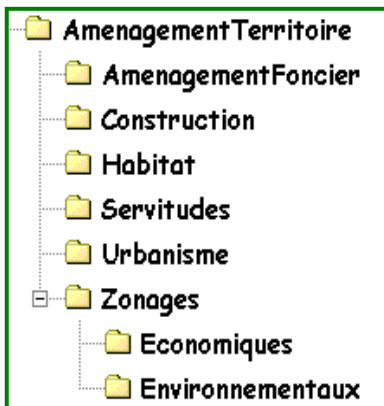 AmenagementTerritoire
AmenagementFoncier
Construction
Habitat
Servitudes
Urbanisme
Zonages
Economiques
Environnementaux